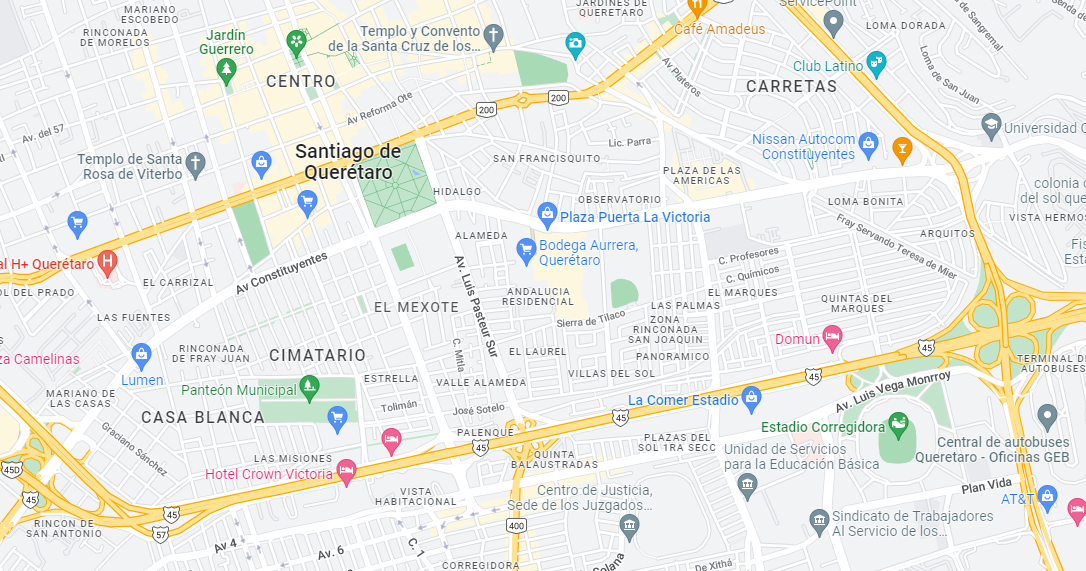 MARIANO
ESCOBEDO
RINCONADA
DE MORELOS
Jardín
Guerrero
CENTRO
Templo y Convento
de la Santa Cruz de los...
JARDINES DE
QUERETARO
Café Amadeus
ServicePoint
LOMA DORADA
Loma de Sangremal
Loma de San Juan
Club Latino
CARRETAS
Av Plateros
Av Reforma Ote
200
200
Av. del 57
Templo de Santa
Rosa de Viterbo
Santiago de
Querétaro
SAN FRANCISQUITO
Lic. Parra
Nissan Autocom
Constituyentes
Universidad C
PLAZA DE LAS
AMERICAS
HIDALGO
OBSERVATORIO
Plaza Puerta La Victoria
LOMA BONITA
colonia
del sol que
VISTA HERMOS
ARQUITOS
Fray Servando Teresa de Mier
ALAMEDA
Bodega Aurrera,
Querétaro
C. Profesores
C. Químicos
Fis
Esta
al H+ Querétaro
EL CARRIZAL
Av Constituyentes
Av. Luis Pasteur Sur
OL DEL PRADO
LAS FUENTES
EL MEXOTE
ANDALUCIA
RESIDENCIAL
EL MARQUES
LAS PALMAS
QUINTAS DEL
MARQUES
Sierra de Tilaco
ZONA
RINCONADA
SAN JOAQUIN
Domun
45
za Camelinas
RINCONADA
DE FRAY JUAN
CIMATARIO
C. Mitla
EL LAUREL
PANORAMICO
TERMINAL D
AUTOBUSES
Lumen
Panteón Municipal
ESTRELLA
VALLE ALAMEDA
VILLAS DEL SOL
45
Av. Luis Vega Monrroy
MARIANO DE
LAS CASAS
CASA BLANCA
Tolimán
José Sotelo
La Comer Estadio
45
Estadio Corregidora
Graciano Sanchez
PALENQUE
45
PLAZAS DEL
SOL 1RA SECC
Unidad de Servicios
para la Educación Básica
Central de autobuses
Queretaro - Oficinas GEB
LAS MISIONES
Hotel Crown Victoria
QUINTA
BALAUSTRADAS
45D
45
VISTA
HABITACIONAL
Centro de Justicia,
Sede de los Juzgados...
Plan Vida
AT&T
45
57
RINCON DE
SAN ANTONIO
400
Sindicato de Trabajadores
Al Servicio de los...
Av 4
Av. 6
C. 1
CORREGIDORA
Solana
De Xithá